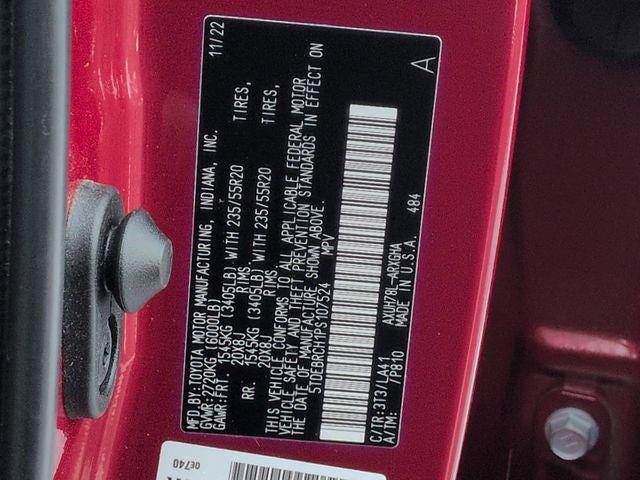 MFD.BY:TOYOTA MOTOR MANUFACTURING, INDIANA, INC. 11/22
GVWR:2720KG (6000LB)
GAWR:FRT. 1545KG (3405LB) WITH 235/55R20 TIRES,
20X8J RIMS,
RR. 1545KG (3405LB) WITH 235/55R20 TIRES,
20X8J RIMS,
THIS VEHICLE CONFORMS TO ALL APPLICABLE FEDERAL MOTOR
VEHICLE SAFETY AND THEFT PREVENTION STANDARDS IN EFFECT ON
THE DATE OF MANUFACTURE SHOWN ABOVE.
MPV
C/TR:3T3/LA41 AXUH78L-ARXGHA 484
A/TM: /P810 MADE IN U.S.A.
A
0E740